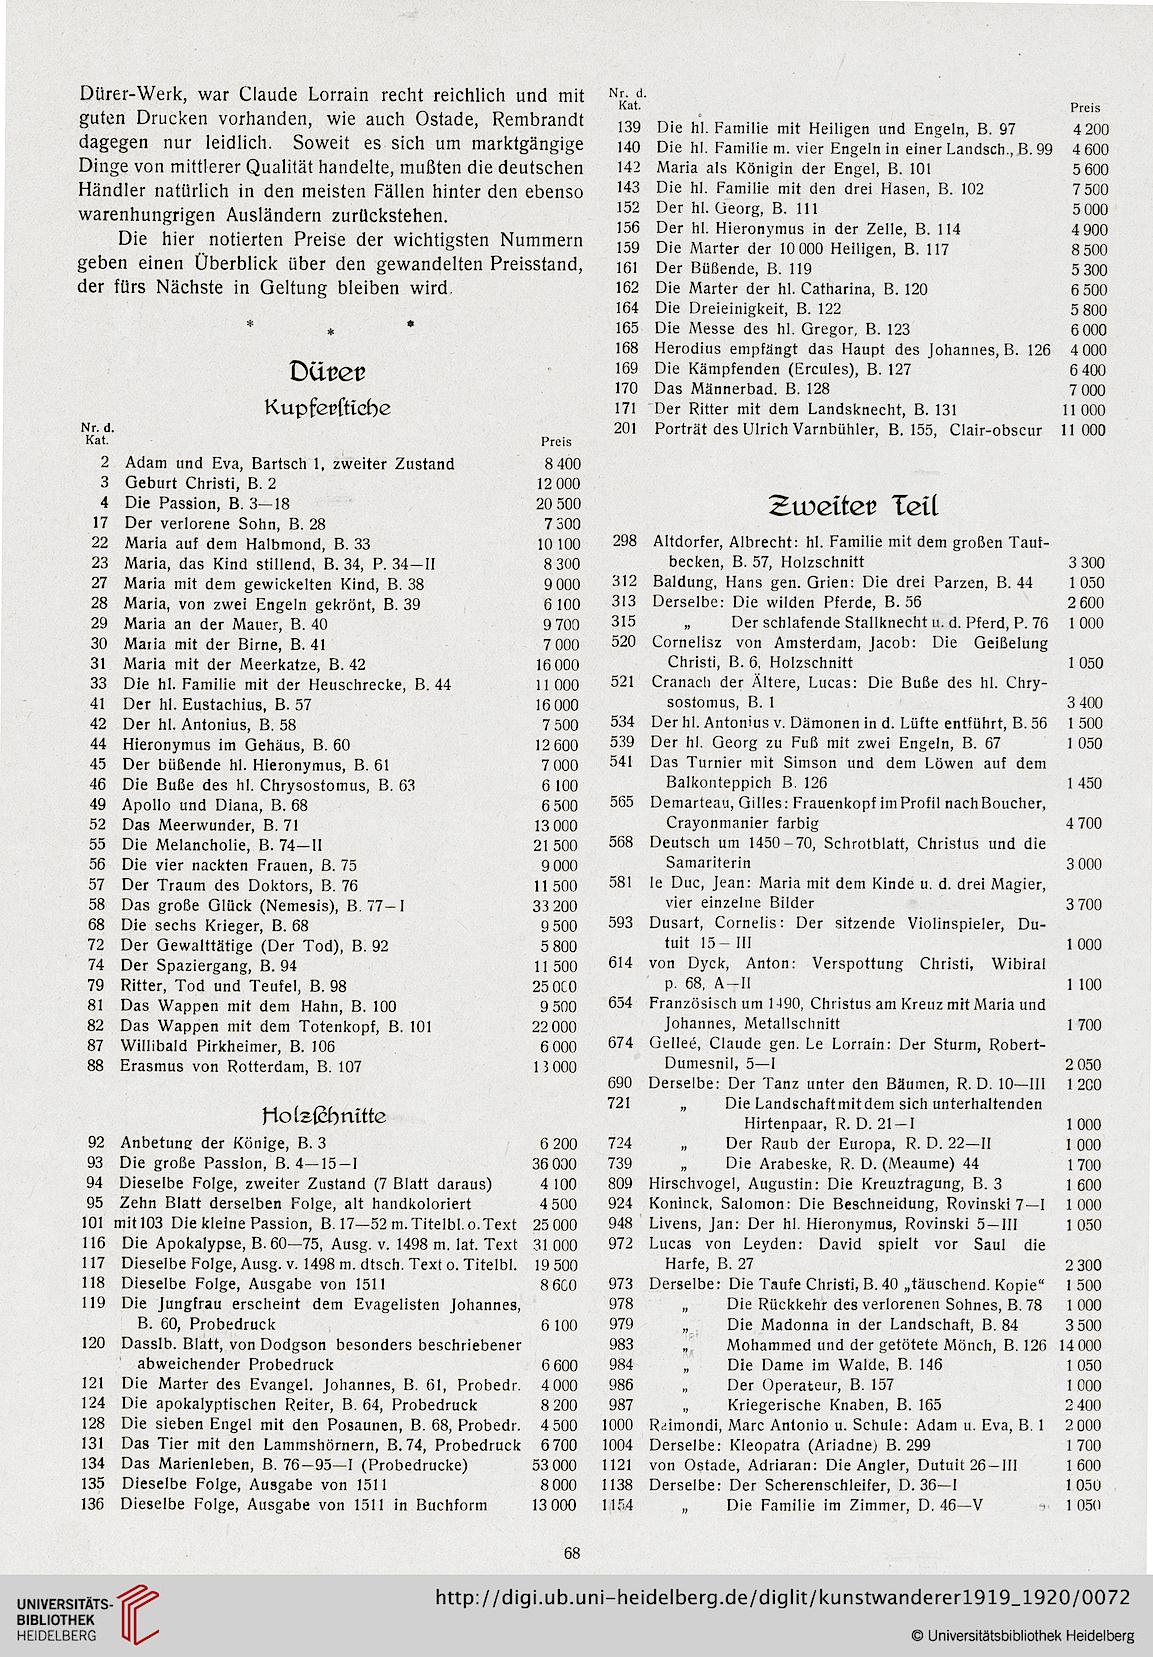 Dürer-Werk, war Claude Lorrain recht reichlich und mit
guten Drucken vorhanden, wie auch Ostade, Rembrandt
dagegen nur leidlich. Soweit es sich um marktgängige
Dinge von mittlerer Qualität handelte, mußten die deutschen
Händler natürlich in den meisten Fällen hinter den ebenso
warenhungrigen Ausländern zurückstehen.
Die hier notierten Preise der wichtigsten Nummern
geben einen Überblick über den gewandelten Preisstand,
der fürs Nächste in Geltung bleiben wird.
* * *
Dürer
Kupferstiche
Nr. d.
Kat. Preis
2 Adam und Eva, Bartsch 1, zweiter Zustand 8 400
3 Geburt Christi, B. 2 12 000
4 Die Passion, B. 3—18 20 500
17 Der verlorene Sohn, B. 28 7 300
22 Maria auf dem Halbmond, B. 33 10 100
23 Maria, das Kind stillend, B. 34, P. 34—II 8 300
27 Maria mit dem gewickelten Kind, B. 38 9 000
28 Maria, von zwei Engeln gekrönt, B. 39 6 100
29 Maria an der Mauer, B. 40 9 700
30 Maria mit der Birne, B. 41 7 000
31 Maria mit der Meerkatze, B. 42 16 000
33 Die hl. Familie mit der Heuschrecke, B. 44 11 000
41 Der hl. Eustachius, B. 57 16 000
42 Der hl. Antonius, B. 58 7 500
44 Hieronymus im Gehäus, B. 60 12 600
45 Der büßende hl. Hieronymus, B. 61 7 000
46 Die Buße des hl. Chrysostomus, B. 63 6 100
49 Apollo und Diana, B. 68 6 500
52 Das Meerwunder, B. 71 13 000
55 Die Melancholie, B. 74—II 21 500
56 Die vier nackten Frauen, B. 75 9 000
57 Der Traum des Doktors, B. 76 11 500
58 Das große Glück (Nemesis), B. 77—I 33 200
68 Die sechs Krieger, B. 68 9 500
72 Der Gewalttätige (Der Tod), B. 92 5 800
74 Der Spaziergang, B. 94 11 500
79 Ritter, Tod und Teufel, B. 98 25 000
81 Das Wappen mit dem Hahn, B. 100 9 500
82 Das Wappen mit dem Totenkopf, B. 101 22 000
87 Willibald Pirkheimer, B. 106 6 000
88 Erasmus von Rotterdam, B. 107 13 000
Holzschnitte
92 Anbetung der Könige, B. 3 6 200
93 Die große Passion, B. 4—15—I 36 000
94 Dieselbe Folge, zweiter Zustand (7 Blatt daraus) 4 100
95 Zehn Blatt derselben Folge, alt handkoloriert 4 500
101 mit 103 Die kleine Passion, B. 17—52 m. Titelbl. o. Text 25 000
116 Die Apokalypse, B. 60—75, Ausg. v. 1498 m. lat. Text 31 000
117 Dieselbe Folge, Ausg. v. 1498 m. dtsch. Text o. Titelbl. 19 500
118 Dieselbe Folge, Ausgabe von 1511 8 600
119 Die Jungfrau erscheint dem Evagelisten Johannes,
B. 60, Probedruck 6 100
120 Dasslb. Blatt, von Dodgson besonders beschriebener
abweichender Probedruck 6 600
121 Die Marter des Evangel. Johannes, B. 61, Probedr. 4 000
124 Die apokalyptischen Reiter, B. 64, Probedruck 8 200
128 Die sieben Engel mit den Posaunen, B. 68, Probedr. 4 500
131 Das Tier mit den Lammshörnern, B. 74, Probedruck 6 700
134 Das Marienleben, B. 76—95—I (Probedrucke) 53 000
135 Dieselbe Folge, Ausgabe von 1511 8 000
136 Dieselbe Folge, Ausgabe von 1511 in Buchform 13 000
Nr. d.
Kat. Preis
139 Die hl. Familie mit Heiligen und Engeln, B. 97 4 200
140 Die hl. Familie m. vier Engeln in einer Landsch., B. 99 4 600
142 Maria als Königin der Engel, B. 101 5 600
143 Die hl. Familie mit den drei Hasen, B. 102 7 500
152 Der hl. Georg, B. 111 5 000
156 Der hl. Hieronymus in der Zelle, B. 114 4 900
159 Die Marter der 10 000 Heiligen, B. 117 8 500
161 Der Büßende, B. 119 5 300
162 Die Marter der hl. Catharina, B. 120 6 500
164 Die Dreieinigkeit, B. 122 5 800
165 Die Messe des hl. Gregor, B. 123 6 000
168 Herodius empfängt das Haupt des Johannes, B. 126 4 000
169 Die Kämpfenden (Ercules), B. 127 6 400
170 Das Männerbad. B. 128 7 000
171 Der Ritter mit dem Landsknecht, B. 131 11 000
201 Porträt des Ulrich Varnbühler, B. 155, Clair-obscur 11 000
Zweiter Teil
298 Altdorfer, Albrecht: hl. Familie mit dem großen Tauf-
becken, B. 57, Holzschnitt 3 300
312 Baldung, Hans gen. Grien: Die drei Parzen, B. 44 1 050
313 Derselbe: Die wilden Pferde, B. 56 2 600
315 „ Der schlafende Stallknecht u. d. Pferd, P. 76 1 000
520 Cornelisz von Amsterdam, Jacob: Die Geißelung
Christi, B. 6, Holzschnitt 1 050
521 Cranach der Ältere, Lucas: Die Buße des hl. Chry-
sostomus, B. 1 3 400
534 Der hl. Antonius v. Dämonen in d. Lüfte entführt, B. 56 1 500
539 Der hl. Georg zu Fuß mit zwei Engeln, B. 67 1 050
541 Das Turnier mit Simson und dem Löwen auf dem
Balkonteppich B. 126 1 450
565 Demarteau, Gilles: Frauenkopf im Profil nach Boucher,
Crayonmanier farbig 4 700
568 Deutsch um 1450-70, Schrotblatt, Christus und die
Samariterin 3 000
581 le Duc, Jean: Maria mit dem Kinde u. d. drei Magier,
vier einzelne Bilder 3 700
593 Dusart, Cornelis: Der sitzende Violinspieler, Du-
tuit 15—III 1 000
614 von Dyck, Anton: Verspottung Christi, Wibiral
p. 68, A—II 1 100
654 Französisch um 1490, Christus am Kreuz mit Maria und
Johannes, Metallschnitt 1 700
674 Gelleé, Claude gen. Le Lorrain: Der Sturm, Robert-
Dumesnil, 5—I 2 050
690 Derselbe: Der Tanz unter den Bäumen, R. D. 10—III 1 200
721 „ Die Landschaft mit dem sich unterhaltenden
Hirtenpaar, R. D. 21—I 1 000
724 „ Der Raub der Europa, R. D. 22—II 1 000
739 „ Die Arabeske, R. D. (Meaume) 44 1 700
809 Hirschvogel, Augustin: Die Kreuztragung, B. 3 1 600
924 Koninck, Salomon: Die Beschneidung, Rovinski 7—I 1 000
948 Livens, Jan: Der hl. Hieronymus, Rovinski 5—III 1 050
972 Lucas von Leyden: David spielt vor Saul die
Harfe, B. 27 2 300
973 Derselbe: Die Taufe Christi, B. 40 „täuschend. Kopie“ 1 500
978 „ Die Rückkehr des verlorenen Sohnes, B. 78 1 000
979 „ Die Madonna in der Landschaft, B. 84 3 500
983 „ Mohammed und der getötete Mönch, B. 126 14 000
984 „ Die Dame im Walde, B. 146 1 050
986 „ Der Operateur, B. 157 1 000
987 „ Kriegerische Knaben, B. 165 2 400
1000 Raimondi, Marc Antonio u. Schule: Adam u. Eva, B. 1 2 000
1004 Derselbe: Kleopatra (Ariadne) B. 299 1 700
1121 von Ostade, Adriaran: Die Angler, Dutuit 26—III 1 600
1138 Derselbe: Der Scherenschleifer, D. 36—I 1 050
1154 „ Die Familie im Zimmer, D. 46—V 1 050
68
UNIVERSITÄTS-
BIBLIOTHEK
HEIDELBERG
http://digi.ub.uni-heidelberg.de/diglit/kunstwanderer1919_1920/0072
© Universitätsbibliothek Heidelberg